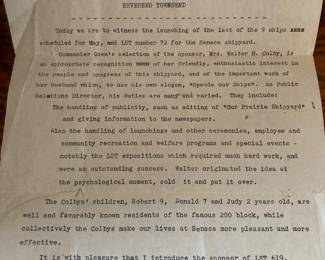 REVEREND TOWNSEND
Today we are to witness the launching of the last of the 9 ships
scheduled for May, and LST number 72 for the Seneca shipyard.
Commander Goen's selection of the sponsor, Mrs. Walter B. Colby, is
an appropriate recognition of her friendly, enthusiastic interest in
the people and progress of this shipyard, and of the important work of
her husband which, to use his own slogan, "Speeds our Ships". As Public
Relations Director, his duties are many and varied. They include:
The handling of publicity, such as editing of "Our Prairie Shipyard"
and giving information to the newspapers.
Also the handling of launchings and other ceremonies, employee and
community recreation and welfare programs and special events -
notably the LST expositions which required much hard work, and
were an outstanding success. Walter originated the idea at
the psychological moment, sold it and put it over.
The Colbys' children, Robert 9, Donald 7 and Judy 2 years old, are
well and favorably known residents of the famous 200 block, while
collectively the Colbys make our lives at Seneca more pleasant and more
effective.
It is with pleasure that I introduce the sponsor of LST 619,